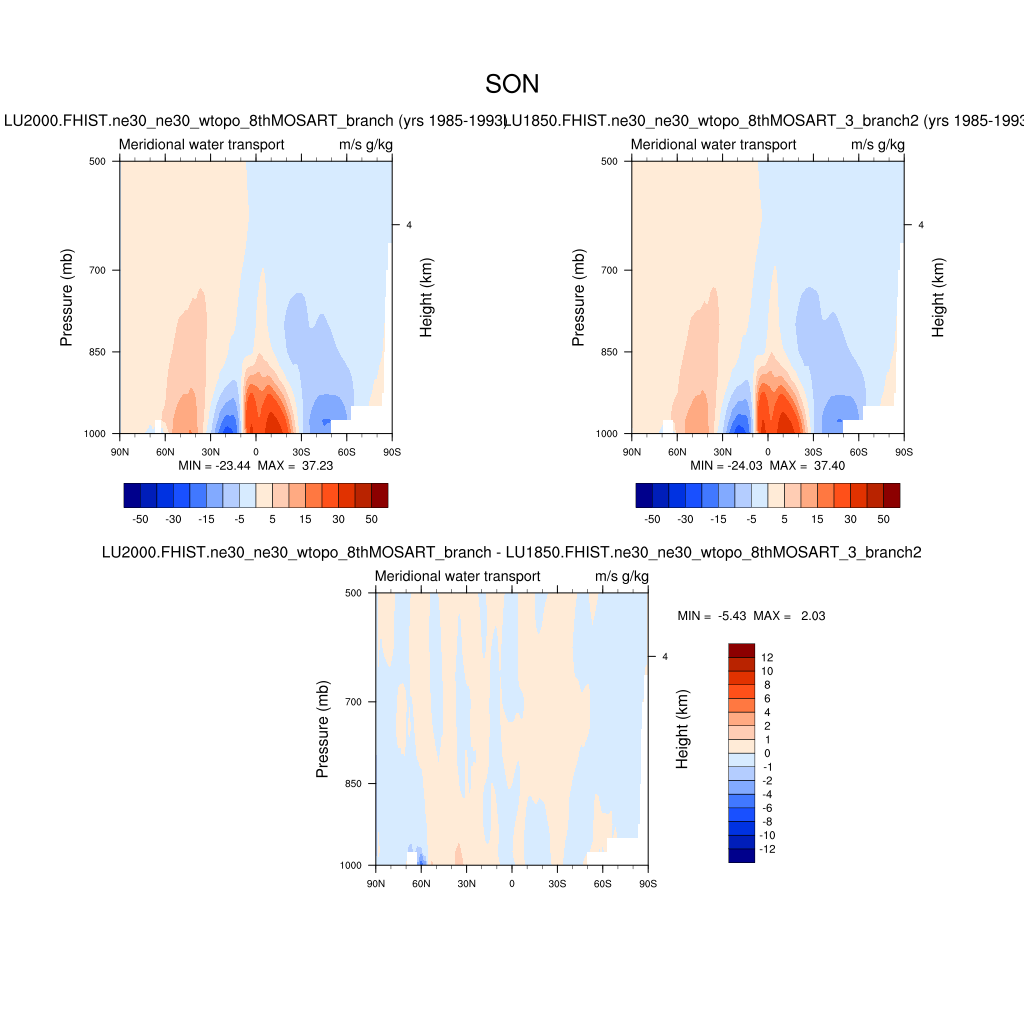 SON
LU2000.FHIST.ne30_ne30_wtopo_8thMOSART_branch (yrs 1985-1993)
LU1850.FHIST.ne30_ne30_wtopo_8thMOSART_3_branch2 (yrs 1985-1993
Meridional water transport m/s g/kg
500
700
850
1000
Pressure (mb)
4
Height (km)
90N 60N 30N 0 30S 60S 90S
MIN = -23.44 MAX = 37.23
-50 -30 -15 -5 5 15 30 50
Meridional water transport m/s g/kg
500
700
850
1000
Pressure (mb)
4
Height (km)
90N 60N 30N 0 30S 60S 90S
MIN = -24.03 MAX = 37.40
-50 -30 -15 -5 5 15 30 50
LU2000.FHIST.ne30_ne30_wtopo_8thMOSART_branch - LU1850.FHIST.ne30_ne30_wtopo_8thMOSART_3_branch2
Meridional water transport m/s g/kg
500
700
850
1000
Pressure (mb)
4
Height (km)
90N 60N 30N 0 30S 60S 90S
MIN = -5.43 MAX = 2.03
12
10
8
6
4
2
1
0
-1
-2
-4
-6
-8
-10
-12